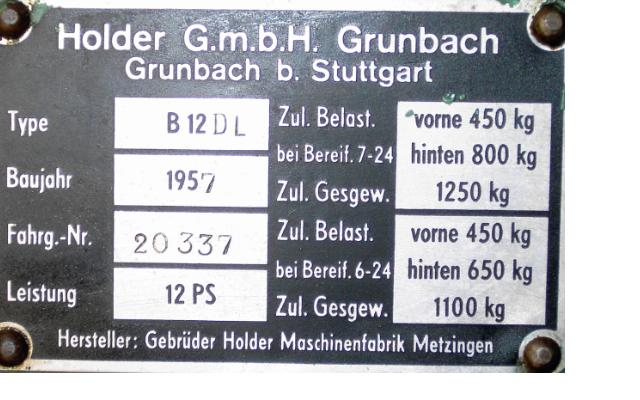 Holder G.m.b.H. Grunbach
Grunbach b. Stuttgart
Type B 12 D L Zul. Belast. vorne 450 kg
bei Bereif. 7-24 hinten 800 kg
Baujahr 1957 Zul. Gesgew. 1250 kg
Fahrg.-Nr. 20337 Zul. Belast. vorne 450 kg
bei Bereif. 6-24 hinten 650 kg
Leistung 12 PS Zul. Gesgew. 1100 kg
Hersteller: Gebrüder Holder Maschinenfabrik Metzingen